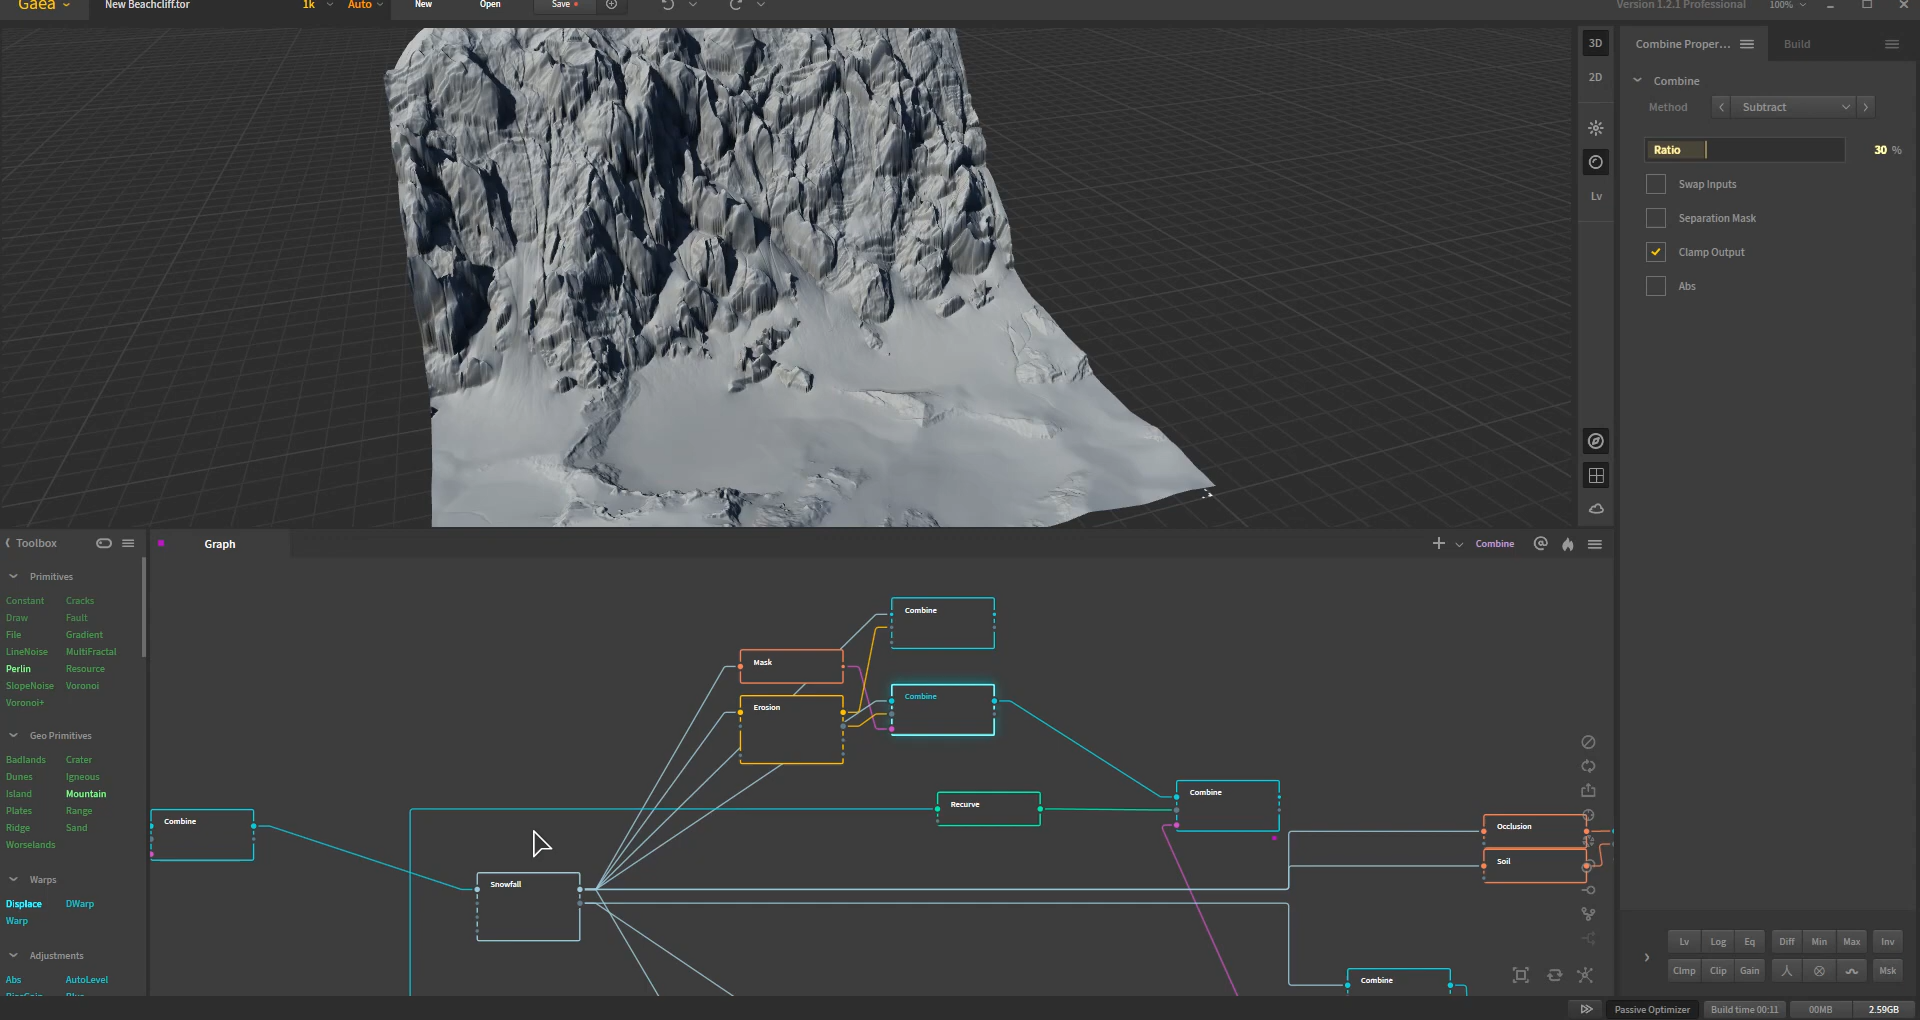 Gaea
New Beachcliff.tor
1k
Auto
New
Open
Save
Version 1.2.1 Professional
100%
3D
2D
Lv
Combine Proper...
Build
Combine
Method
Subtract
Ratio
30 %
Swap Inputs
Separation Mask
Clamp Output
Abs
Toolbox
Graph
Combine
Primitives
Constant Cracks
Draw Fault
File Gradient
LineNoise MultiFractal
Perlin Resource
SlopeNoise Voronoi
Voronoi+
Geo Primitives
Badlands Crater
Dunes Igneous
Island Mountain
Plates Range
Ridge Sand
Worselands
Warps
Displace DWarp
Warp
Adjustments
Abs AutoLevel
Combine
Mask
Combine
Erosion
Combine
Recurve
Combine
Occlusion
Soil
Snowfall
Combine
Lv Log Eq Diff Min Max Inv
Clmp Clip Gain Msk
Passive Optimizer
Build time 00:11
00MB
2.59GB